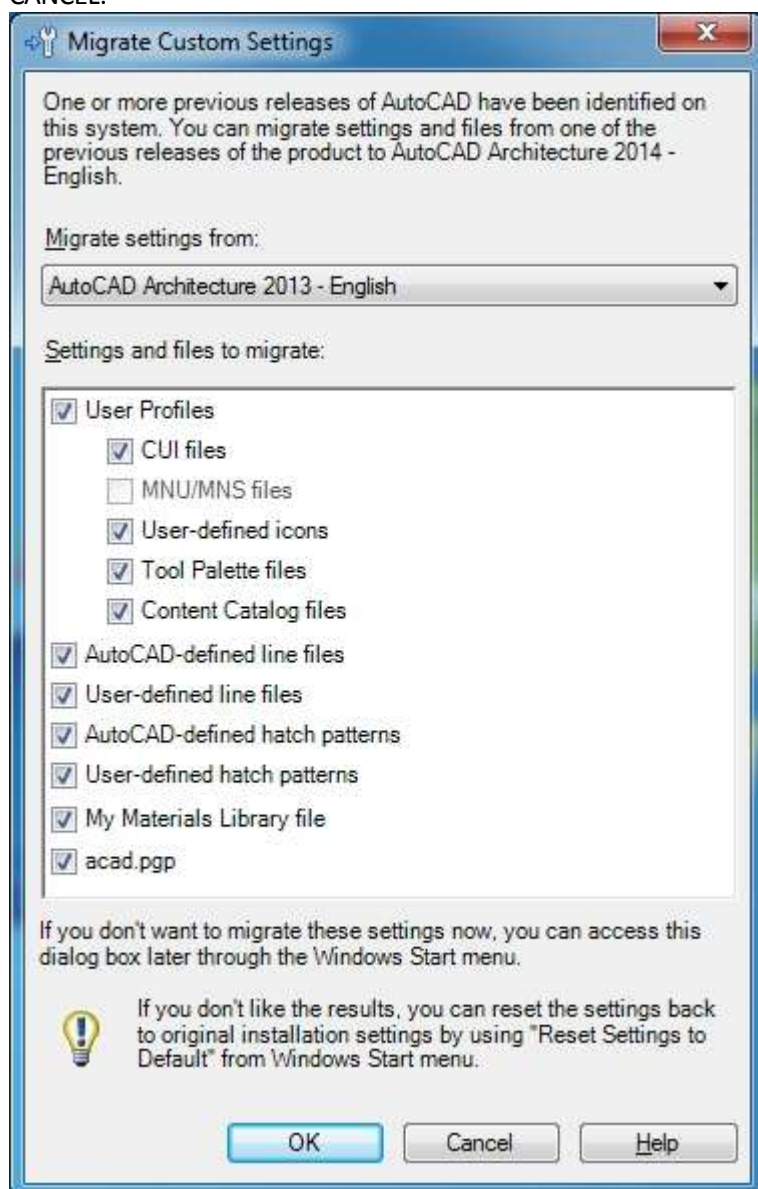 CANCEL.
Migrate Custom Settings
One or more previous releases of AutoCAD have been identified on
this system. You can migrate settings and files from one of the
previous releases of the product to AutoCAD Architecture 2014 -
English.
Migrate settings from:
AutoCAD Architecture 2013 - English
Settings and files to migrate:
User Profiles
CUI files
MNU/MNS files
User-defined icons
Tool Palette files
Content Catalog files
AutoCAD-defined line files
User-defined line files
AutoCAD-defined hatch patterns
User-defined hatch patterns
My Materials Library file
acad.pgp
If you don't want to migrate these settings now, you can access this
dialog box later through the Windows Start menu.
If you don't like the results, you can reset the settings back
to original installation settings by using "Reset Settings to
Default" from Windows Start menu.
OK Cancel Help